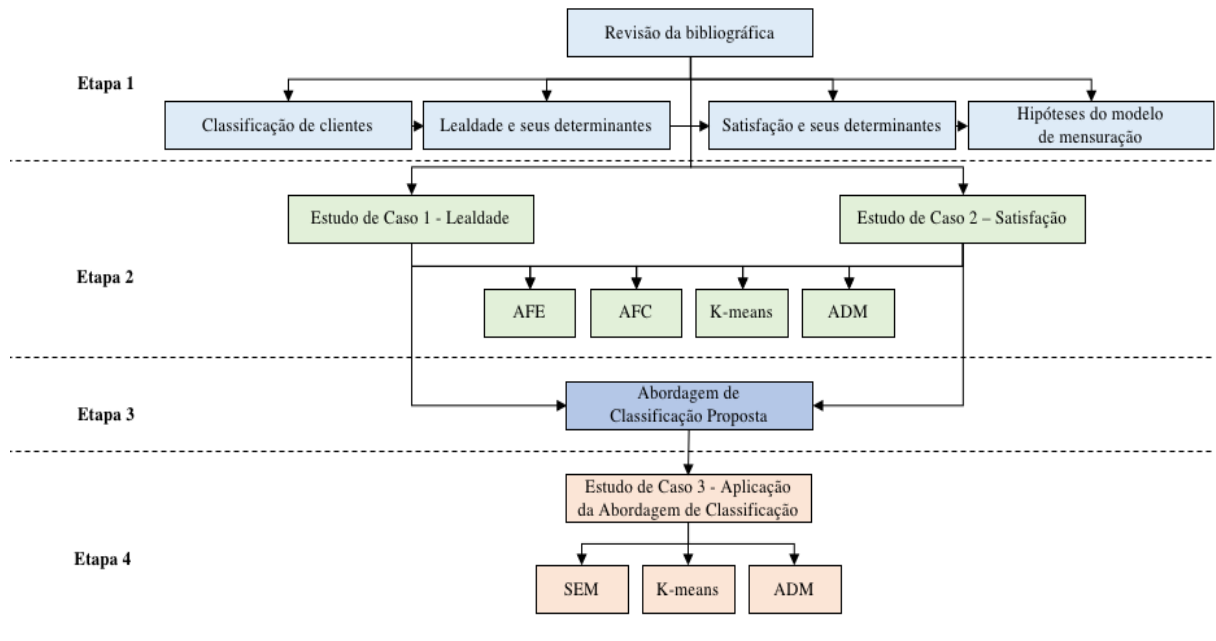 Revisão da bibliográfica
Etapa 1
Classificação de clientes
Lealdade e seus determinantes
Satisfação e seus determinantes
Hipóteses do modelo
de mensuração
Estudo de Caso 1 - Lealdade
Estudo de Caso 2 – Satisfação
Etapa 2
AFE
AFC
K-means
ADM
Etapa 3
Abordagem de
Classificação Proposta
Estudo de Caso 3 - Aplicação
da Abordagem de Classificação
Etapa 4
SEM
K-means
ADM